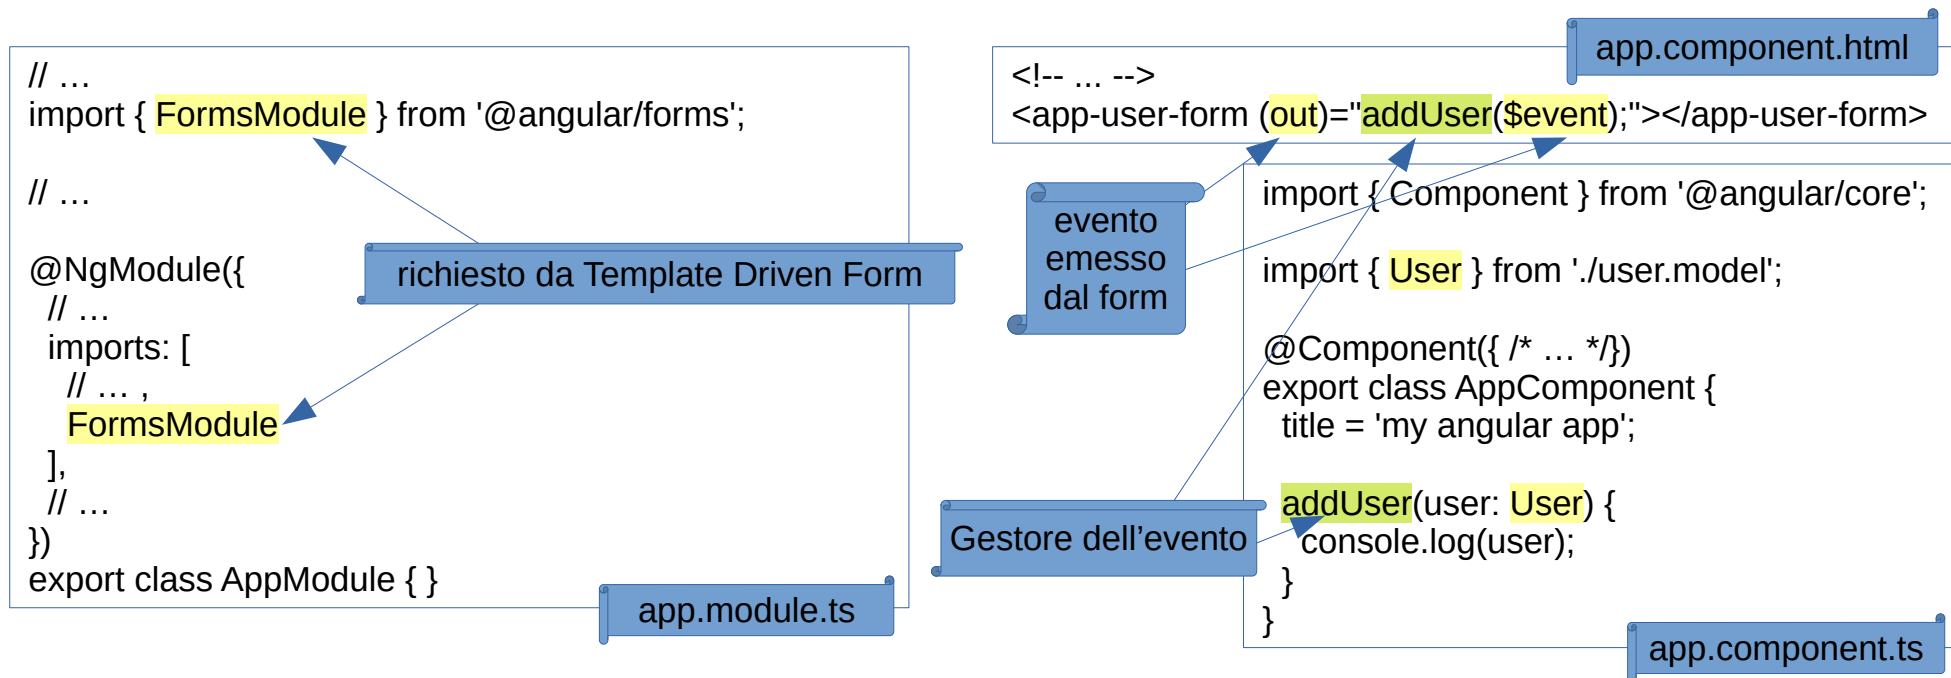 // …
import { FormsModule } from '@angular/forms';
// …
@NgModule({
// …
imports: [
// … ,
FormsModule
],
// …
})
export class AppModule { }
richiesto da Template Driven Form
app.module.ts
app.component.html
<!-- ... -->
<app-user-form (out)="addUser($event);"></app-user-form>
evento
emesso
dal form
import { Component } from '@angular/core';
import { User } from './user.model';
@Component({ /* … */})
export class AppComponent {
title = 'my angular app';
addUser(user: User) {
console.log(user);
}
}
Gestore dell’evento
app.component.ts